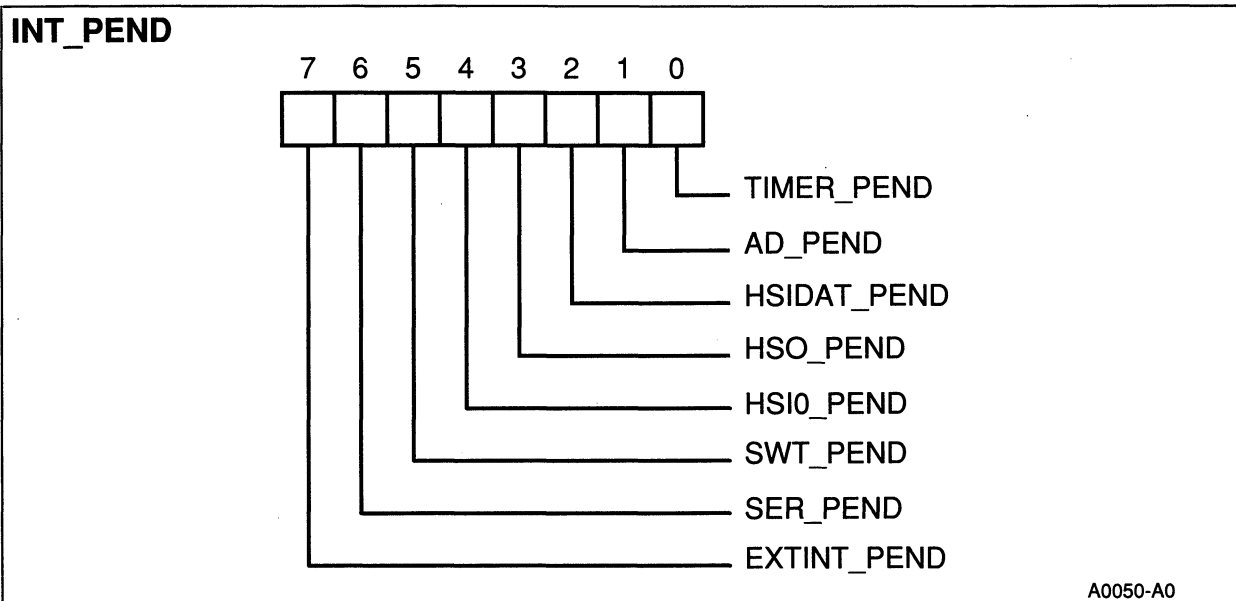 INT_PEND
7 6 5 4 3 2 1 0
TIMER_PEND
AD_PEND
HSIDAT_PEND
HSO_PEND
HSI0_PEND
SWT_PEND
SER_PEND
EXTINT_PEND
A0050-A0